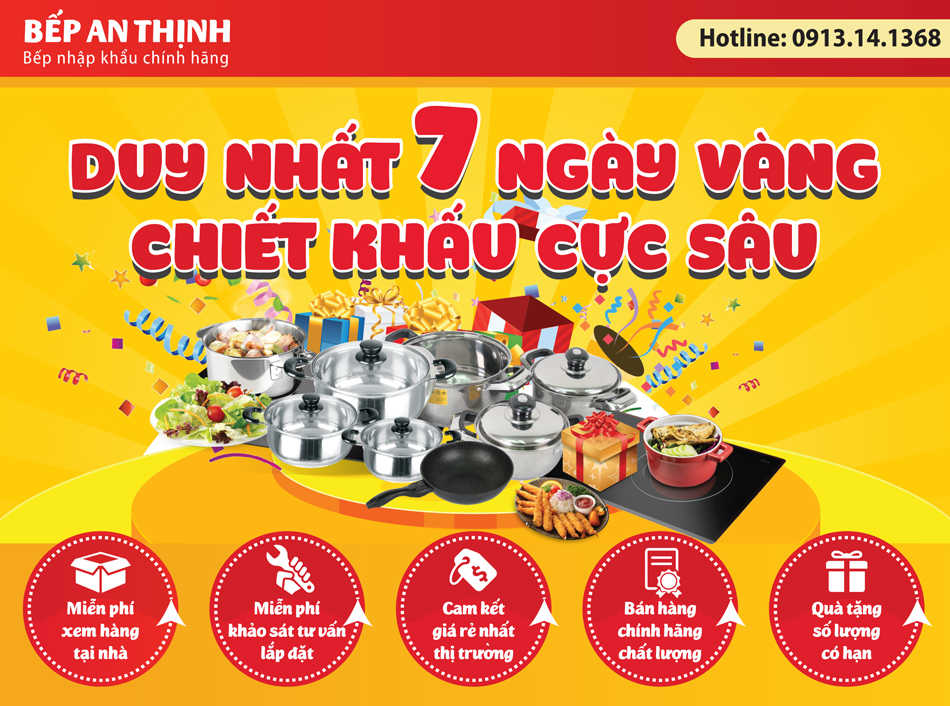 BẾP AN THỊNH
Bếp nhập khẩu chính hãng
Hotline: 0913.14.1368
DUY NHẤT 7 NGÀY VÀNG
CHIẾT KHẤU CỰC SÂU
Miễn phí
xem hàng
tại nhà
Miễn phí
khảo sát tư vấn
lắp đặt
Cam kết
giá rẻ nhất
thị trường
Bán hàng
chính hãng
chất lượng
Quà tặng
số lượng
có hạn